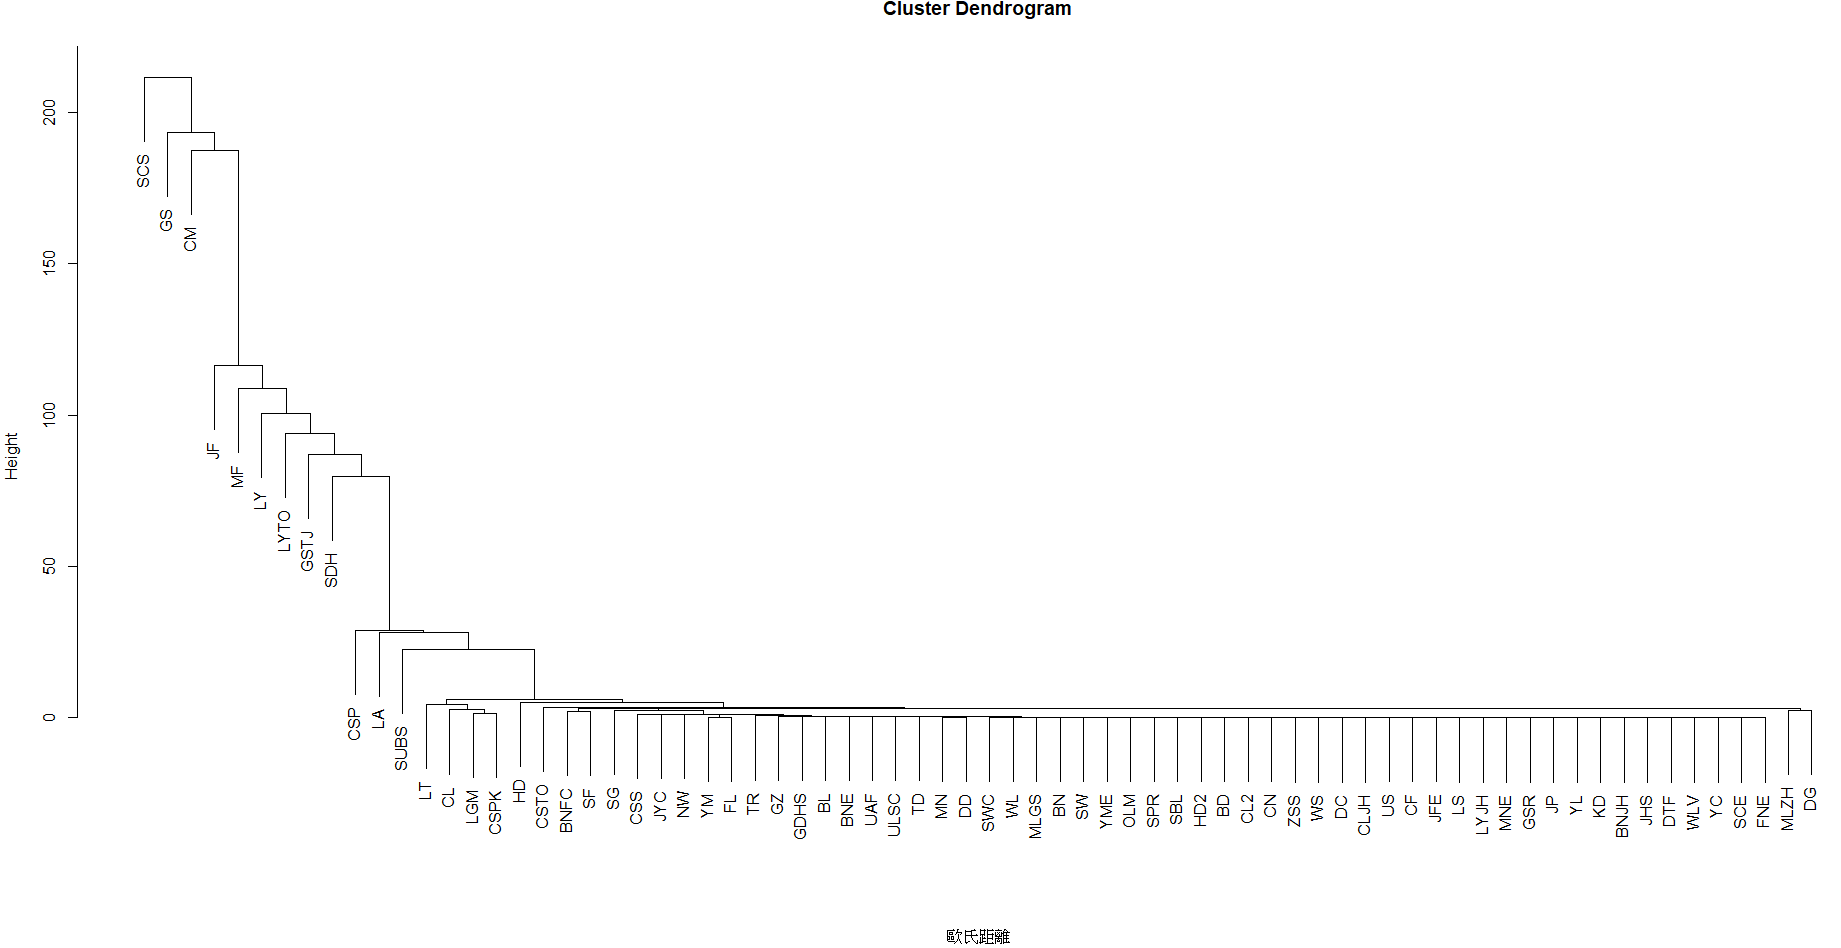 Cluster Dendrogram
Height
200
150
100
50
0
SCS
GS
CM
JF
MF
LY
LYTO
GSTJ
SDH
CSP
LA
SUBS
LT
CL
LGM
CSPK
HD
CSTO
BNFC
SF
SG
CSS
JYC
NW
YM
FL
TR
GZ
GDHS
BL
BNE
UAF
ULSC
TD
MN
DD
SWC
WL
MLGS
BN
SW
YME
OLM
SPR
SBL
HD2
BD
CL2
CN
ZSS
WS
DC
CLJH
US
CF
JFE
LS
LYJH
MNE
GSR
JP
YL
KD
BNJH
JHS
DTF
WLV
YC
SCE
FNE
MLZH
DG
歐氏距離